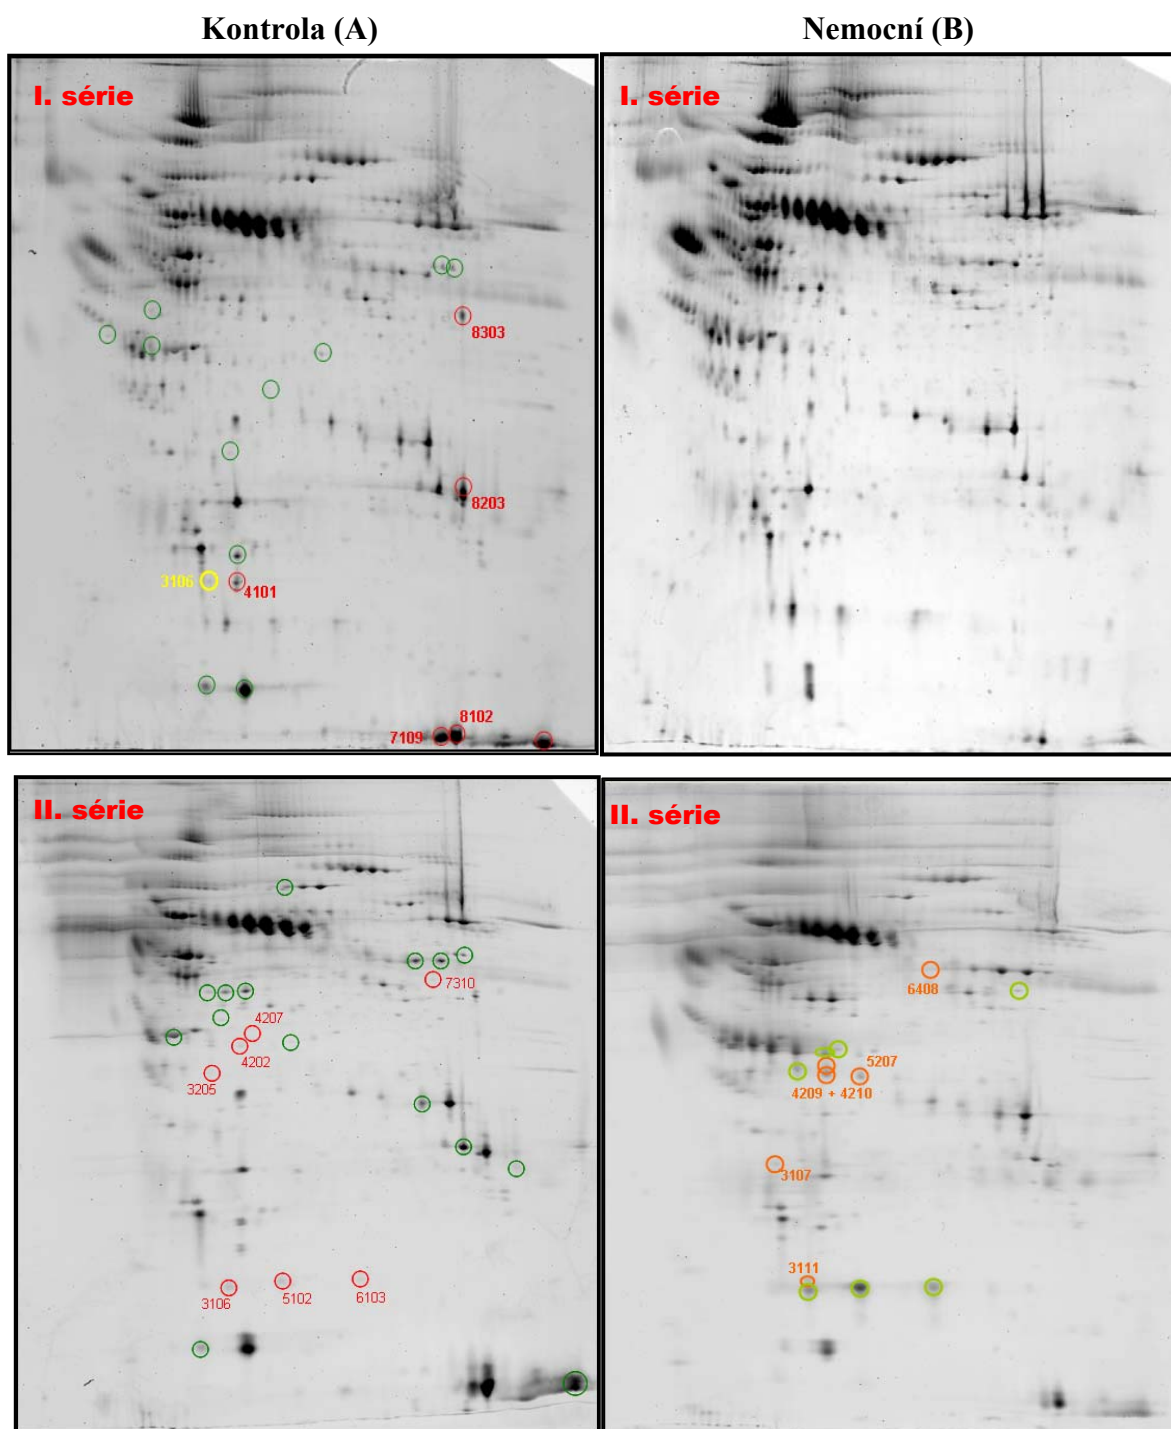 Kontrola (A)
Nemocní (B)
I. série
8303
8203
3106
4101
8102
7109
I. série
II. série
7310
4207
4202
3205
3106
5102
6103
II. série
6408
5207
4209 + 4210
3107
3111